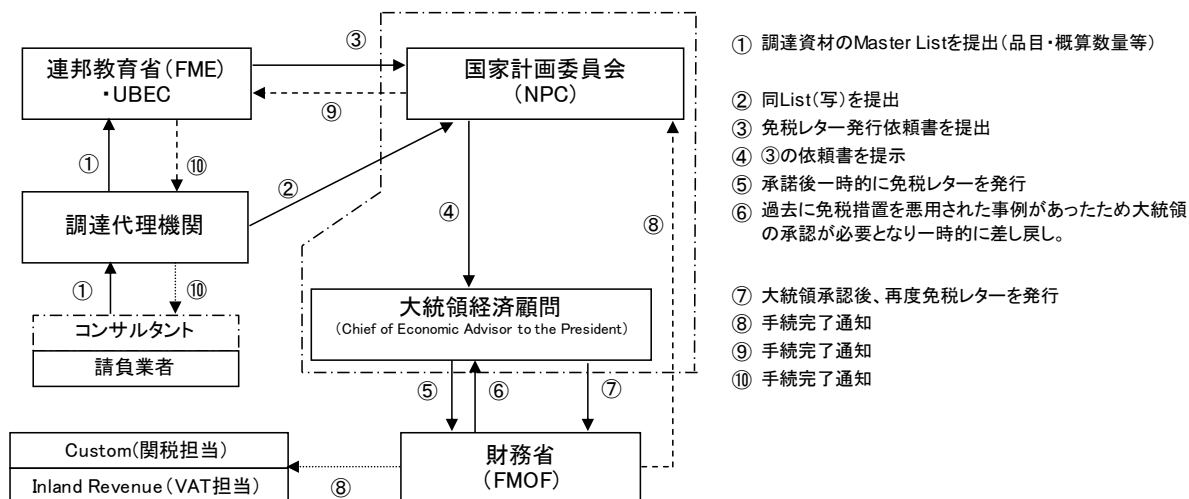 ③
連邦教育省(FME)
・UBEC
国家計画委員会
(NPC)
⑨
①
⑩
②
調達代理機関
④
⑧
①
⑩
コンサルタント
請負業者
大統領経済顧問
(Chief of Economic Advisor to the President)
⑤
⑥
⑦
Custom(関税担当)
Inland Revenue(VAT担当)
⑧
財務省
(FMOF)
① 調達資材のMaster Listを提出(品目・概算数量等)
② 同List(写)を提出
③ 免税レター発行依頼書を提出
④ ③の依頼書を提示
⑤ 承諾後一時的に免税レターを発行
⑥ 過去に免税措置を悪用された事例があったため大統領
の承認が必要となり一時的に差し戻し。
⑦ 大統領承認後、再度免税レターを発行
⑧ 手続完了通知
⑨ 手続完了通知
⑩ 手続完了通知